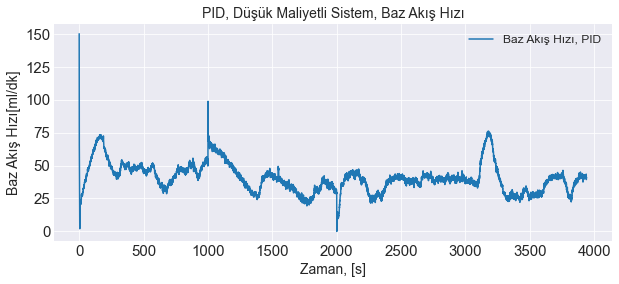 PID, Düşük Maliyetli Sistem, Baz Akış Hızı
Baz Akış Hızı, PID
Baz Akış Hızı[ml/dk]
150
125
100
75
50
25
0
0 500 1000 1500 2000 2500 3000 3500 4000
Zaman, [s]